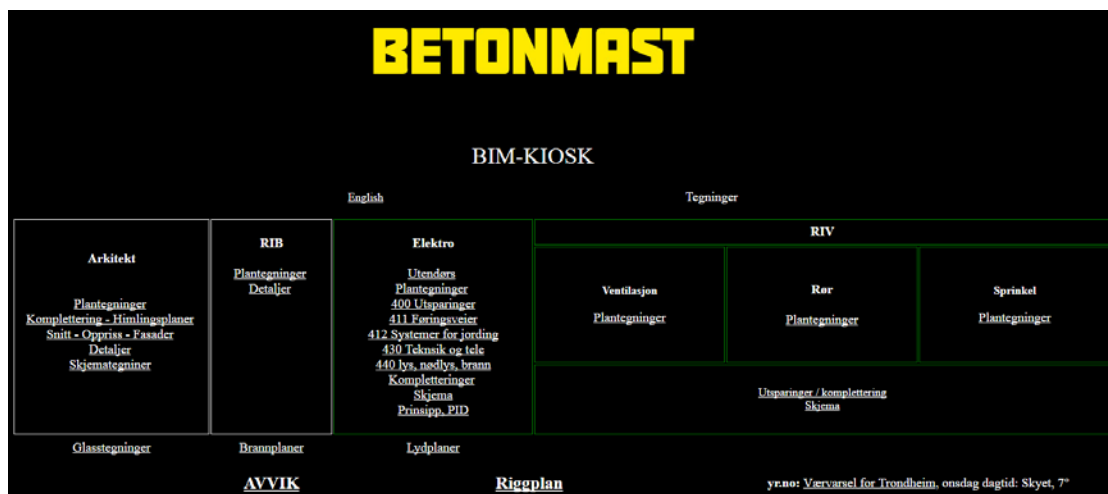 BETONMAST
BIM-KIOSK
English
Tegninger
Arkitekt
Plantegninger
Komplettering - Himlingsplaner
Snitt - Oppriss - Fasader
Detaljer
Skjemategniner
RIB
Plantegninger
Detaljer
Elektro
Utendørs
Plantegninger
400 Utsparinger
411 Føringsveier
412 Systemer for jording
430 Teknsik og tele
440 lys, nødlys, brann
Kompletteringer
Skjema
Prinsipp, PID
RIV
Ventilasjon
Plantegninger
Rør
Plantegninger
Sprinkel
Plantegninger
Utsparinger / komplettering
Skjema
Glasstegninger
Brannplaner
Lydplaner
AVVIK
Riggplan
yr.no: Værvarsel for Trondheim, onsdag dagtid: Skyet, 7°